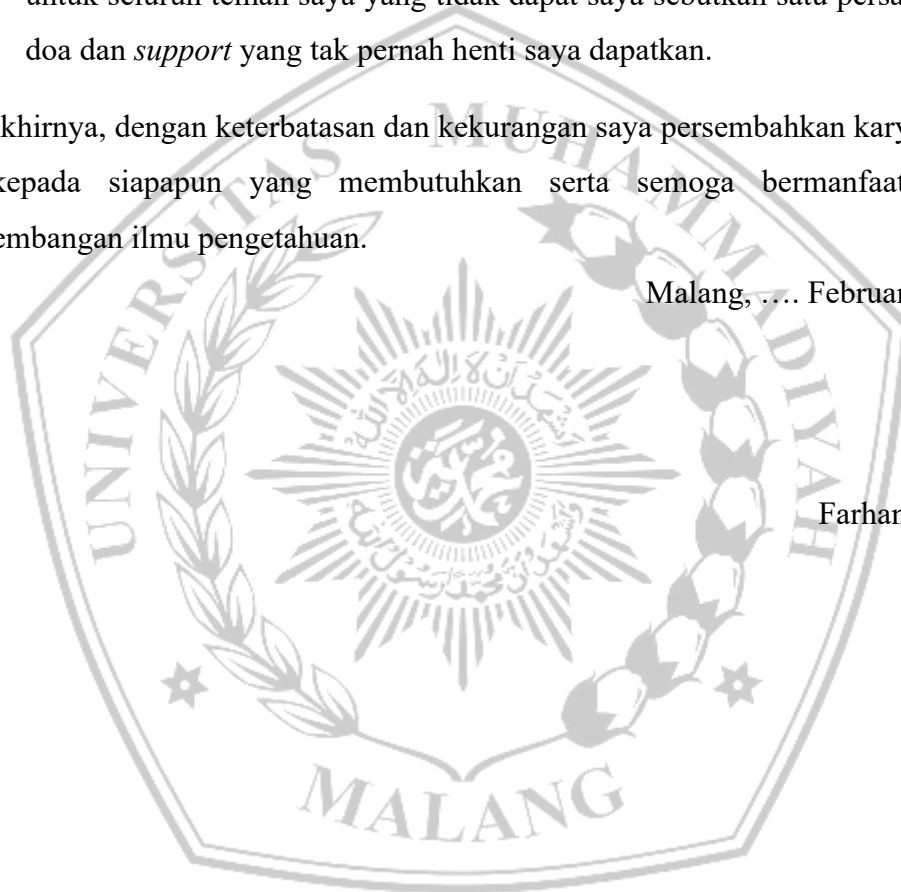 untuk seluruh teman saya yang tidak dapat saya sebutkan satu persa
doa dan support yang tak pernah henti saya dapatkan.
khirnya, dengan keterbatasan dan kekurangan saya persembahkan kary
kepada siapapun yang membutuhkan serta semoga bermanfaat
embangan ilmu pengetahuan.
Malang, …. Februar
Farhan
UNIVERSITAS MUHAMMADIYAH
MALANG